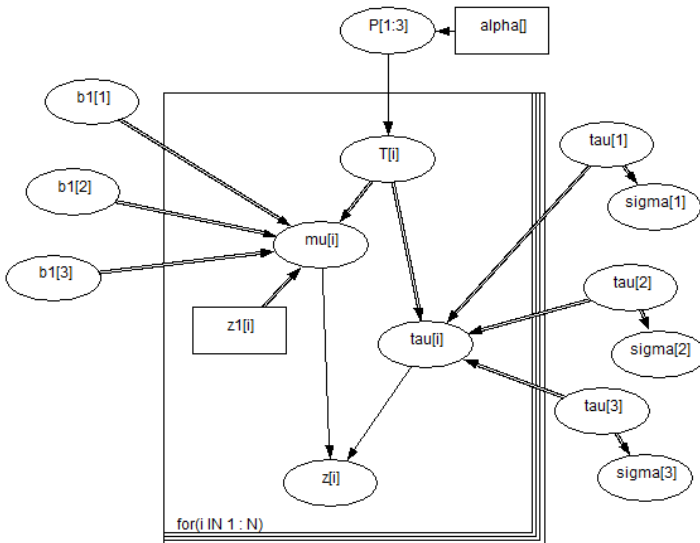 P[1:3]
alpha[]
b1[1]
T[i]
tau[1]
b1[2]
sigma[1]
mu[i]
b1[3]
tau[2]
z1[i]
tau[i]
sigma[2]
tau[3]
z[i]
sigma[3]
for(i IN 1 : N)